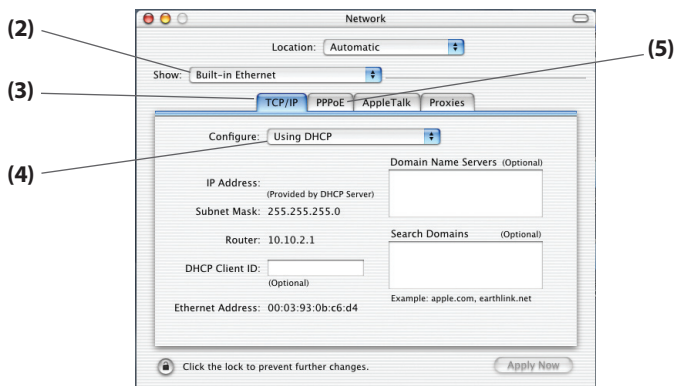 Network
(2)
Location: Automatic
(5)
Show: Built-in Ethernet
(3)
TCP/IP PPPoE AppleTalk Proxies
Configure: Using DHCP
(4)
Domain Name Servers (Optional)
IP Address:
(Provided by DHCP Server)
Subnet Mask: 255.255.255.0
Router: 10.10.2.1
Search Domains (Optional)
DHCP Client ID:
(Optional)
Example: apple.com, earthlink.net
Ethernet Address: 00:03:93:0b:c6:d4
Click the lock to prevent further changes.
Apply Now